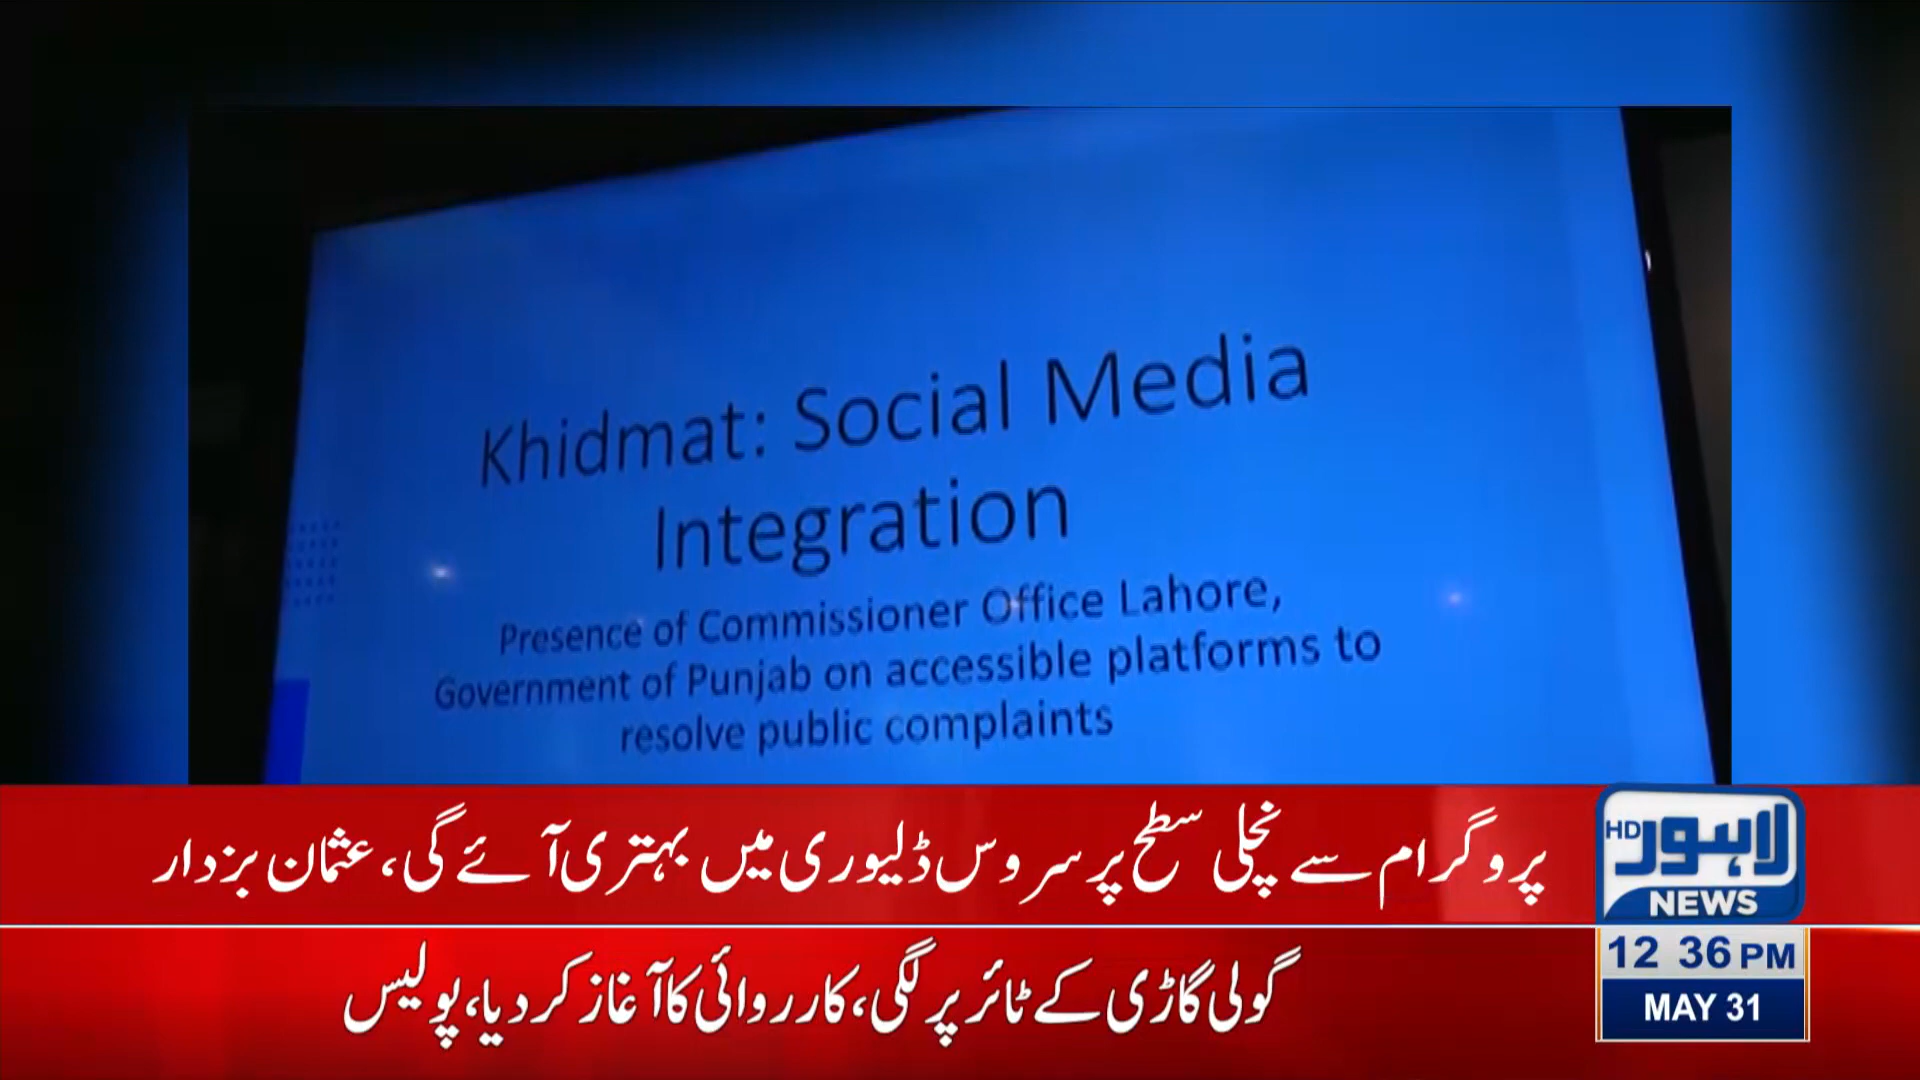 Khidmat: Social Media
Integration
Presence of Commissioner Office Lahore,
Government of Punjab on accessible platforms to
resolve public complaints
پروگرام سے نچلی سطح پر سروس ڈلیوری میں بہتری آئے گی، عثمان بزدار
HD لاہور
NEWS
12 36 PM
گولی گاڑی کے ٹائر پر لگی، کارروائی کا آغاز کر دیا، پولیس
MAY 31